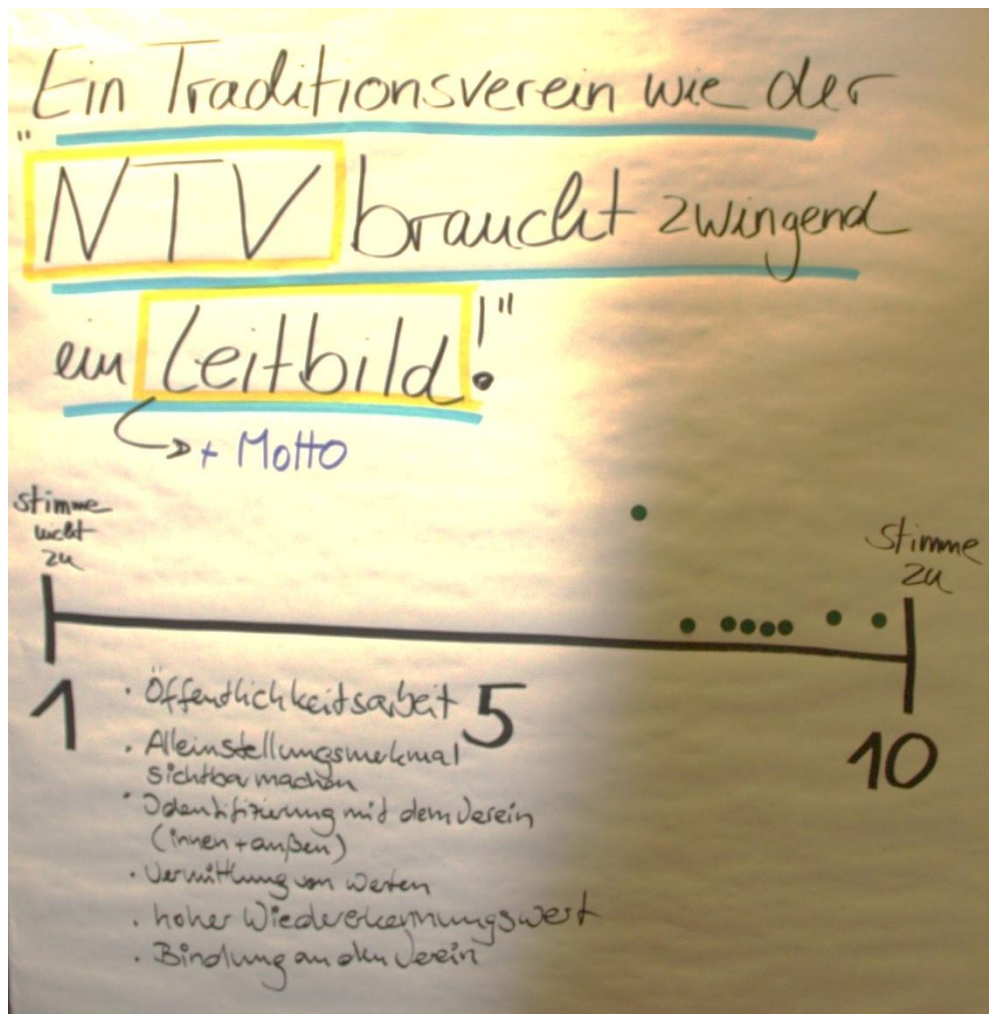 Ein Traditionsverein wie der
"NTV braucht zwingend
ein Leitbild!"
+ Motto
stimme
nicht
zu
stimme
zu
1
5
10
· Öffentlichkeitsarbeit
· Alleinstellungsmerkmal
sichtbar machen
· Identifizierung mit dem Verein
(innen + außen)
· Vermittlung von Werten
· hoher Wiedererkennungswert
· Bindung an den Verein